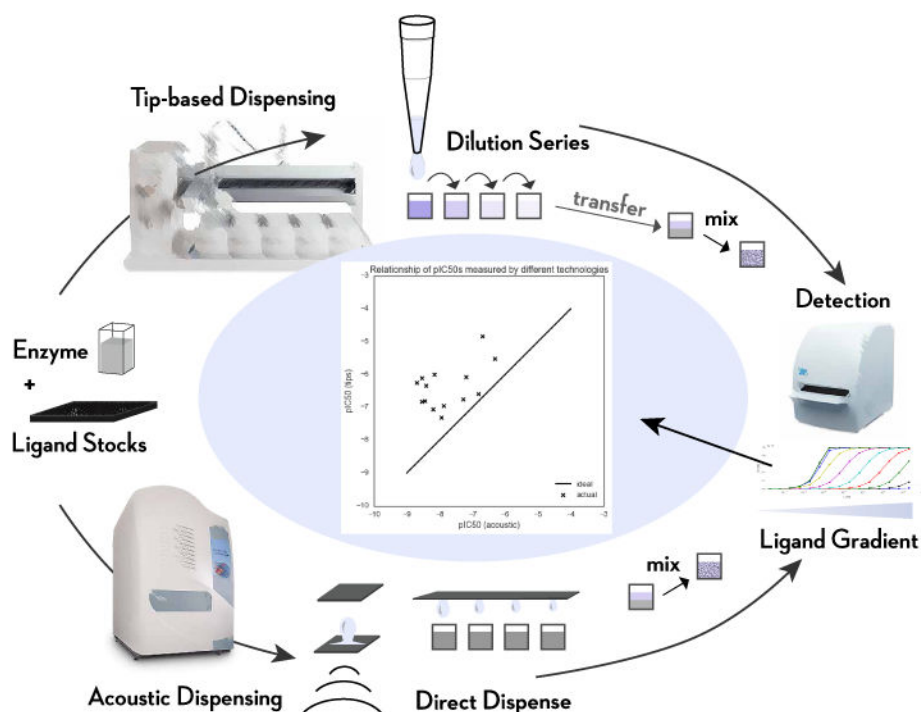 Tip-based Dispensing
Dilution Series
transfer
mix
Detection
Enzyme
+
Ligand Stocks
Relationship of pIC50s measured by different technologies
pIC50 (tips)
−3
−4
−5
−6
−7
−8
−9
−10
−10 −9 −8 −7 −6 −5 −4 −3
pIC50 (acoustic)
ideal
actual
Ligand Gradient
mix
Acoustic Dispensing
Direct Dispense